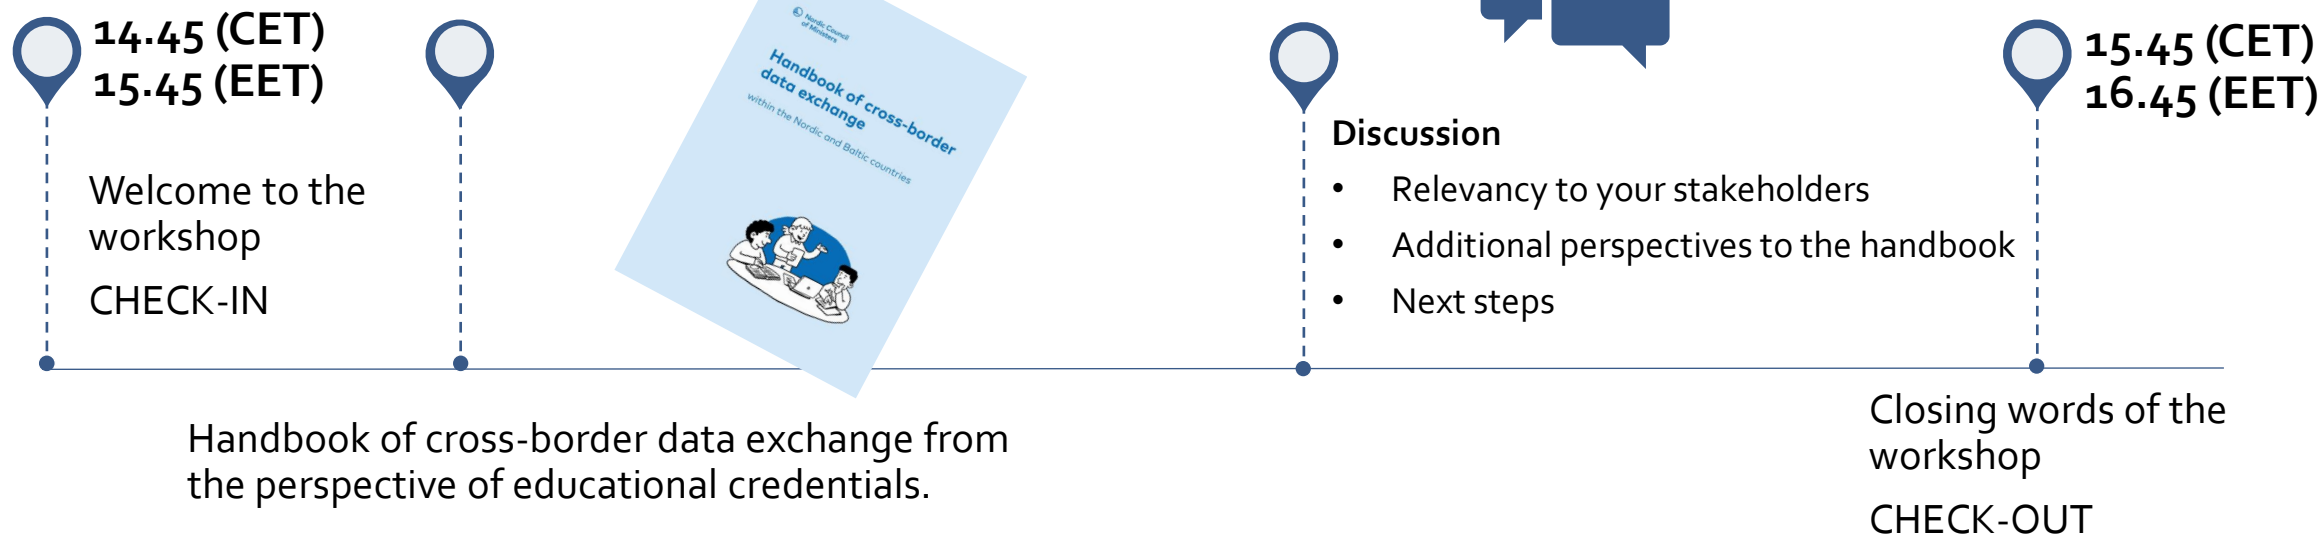 14.45 (CET)
15.45 (EET)
Welcome to the
workshop
CHECK-IN
Nordic Council
of Ministers
Handbook of cross-border
data exchange
within the Nordic and Baltic countries
Handbook of cross-border data exchange from
the perspective of educational credentials.
Discussion
• Relevancy to your stakeholders
• Additional perspectives to the handbook
• Next steps
15.45 (CET)
16.45 (EET)
Closing words of the
workshop
CHECK-OUT